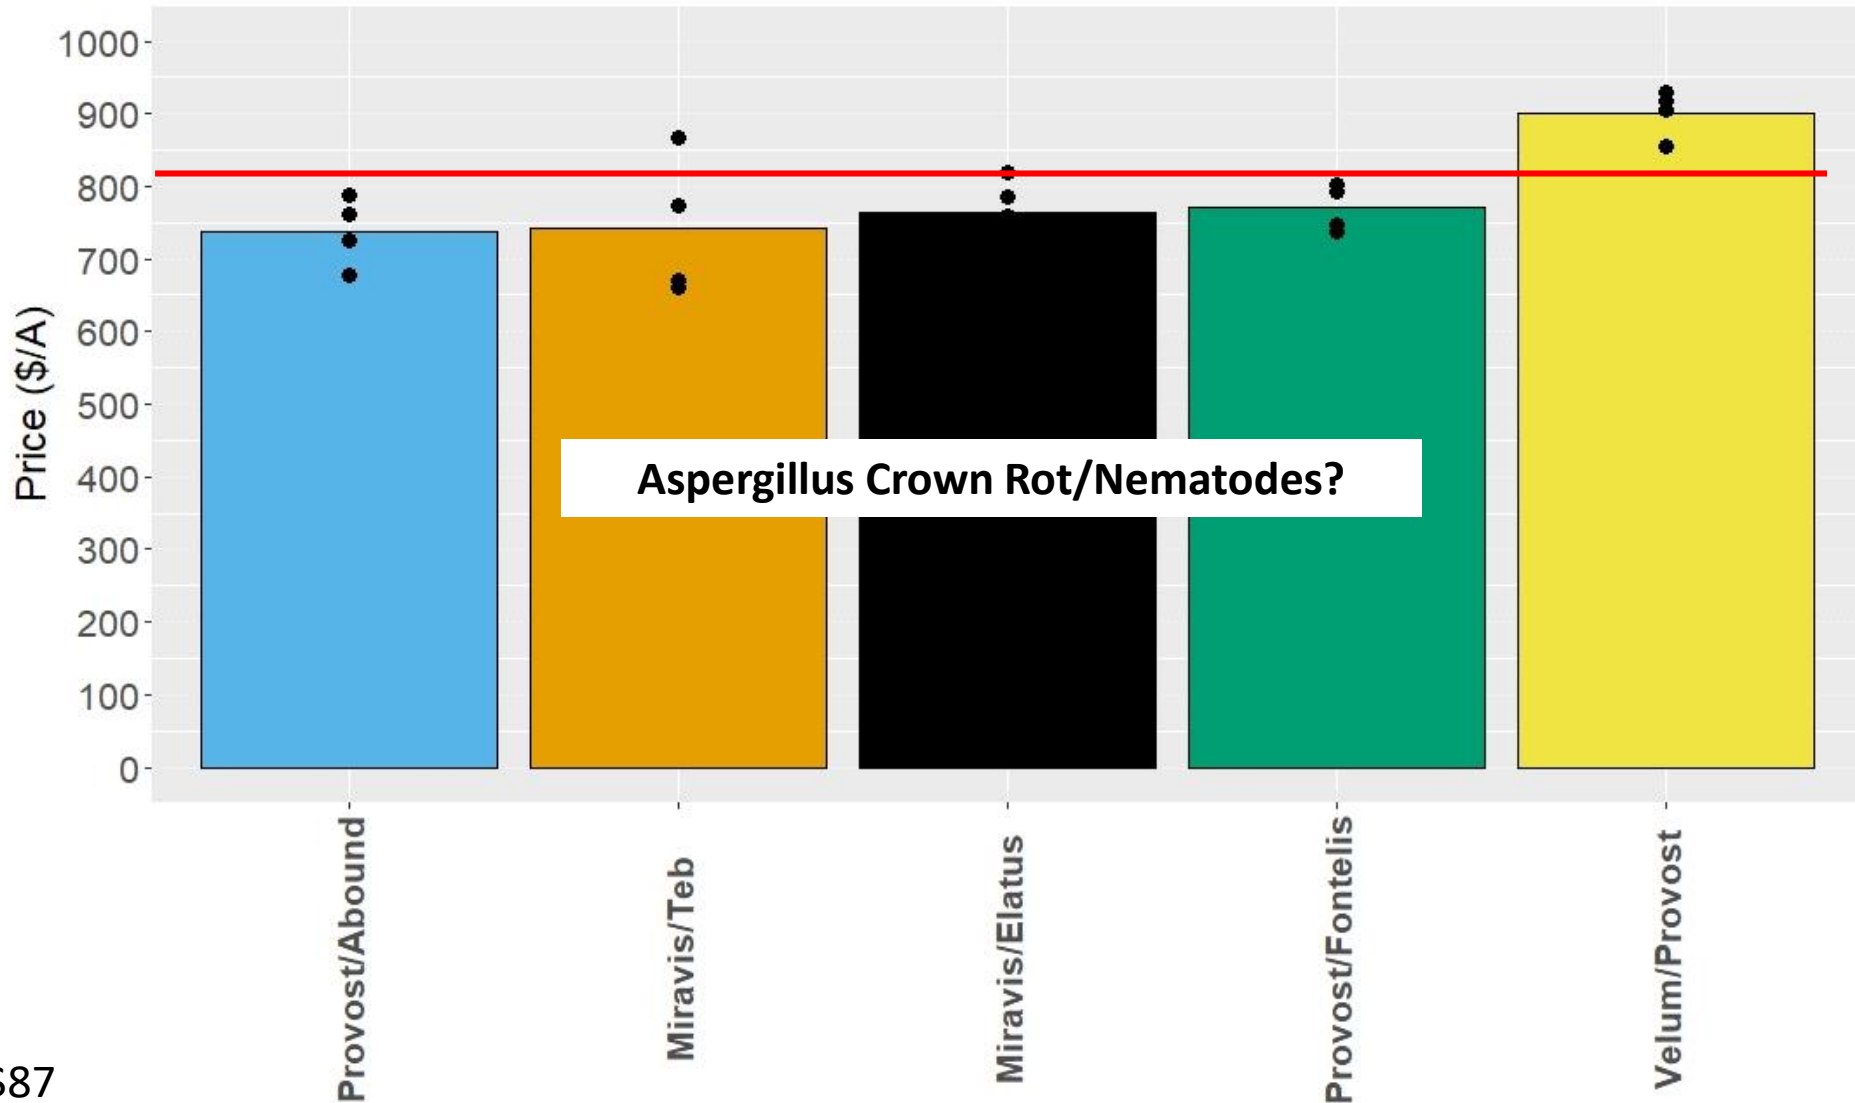 Price ($/A)
1000
900
800
700
600
500
400
300
200
100
0
Aspergillus Crown Rot/Nematodes?
Provost/Abound
Miravis/Teb
Miravis/Elatus
Provost/Fontelis
Velum/Provost
$87